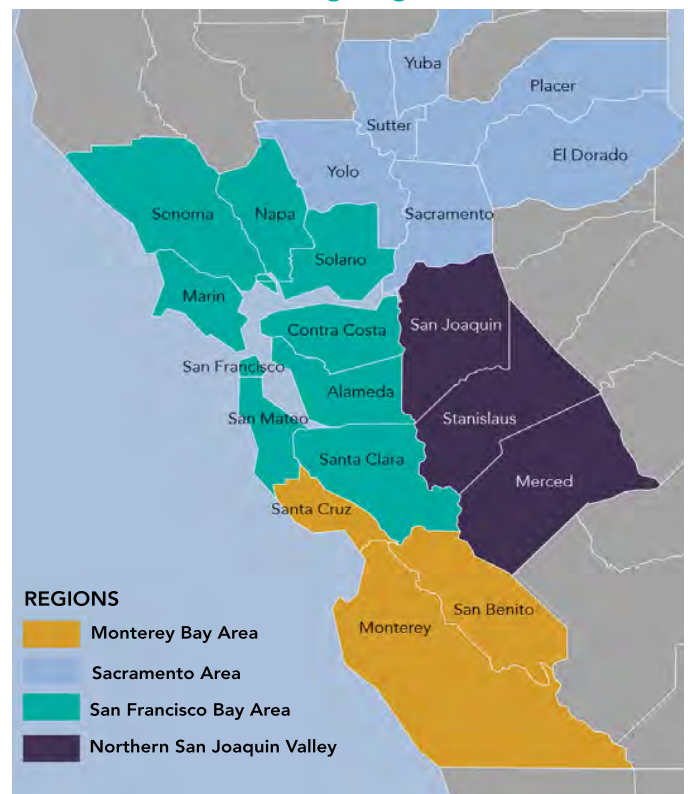 Yuba
Placer
Sutter
El Dorado
Yolo
Sonoma
Napa
Sacramento
Solano
Marin
Contra Costa
San Joaquin
San Francisco
Alameda
San Mateo
Stanislaus
Santa Clara
Merced
Santa Cruz
San Benito
Monterey
REGIONS
Monterey Bay Area
Sacramento Area
San Francisco Bay Area
Northern San Joaquin Valley